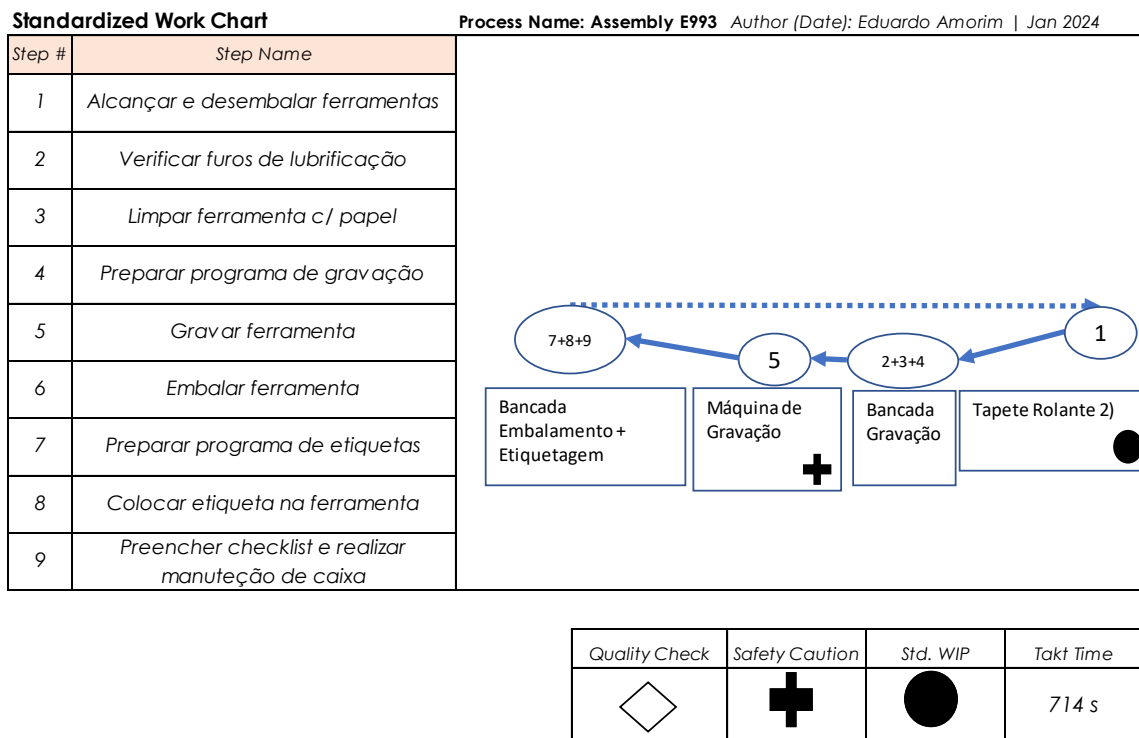 Standardized Work Chart
Process Name: Assembly E993 Author (Date): Eduardo Amorim | Jan 2024
Step # Step Name
1 Alcançar e desembalar ferramentas
2 Verificar furos de lubrificação
3 Limpar ferramenta c/ papel
4 Preparar programa de gravação
5 Gravar ferramenta
6 Embalar ferramenta
7 Preparar programa de etiquetas
8 Colocar etiqueta na ferramenta
9 Preencher checklist e realizar
manuteção de caixa
7+8+9
5
2+3+4
1
Bancada
Embalamento +
Etiquetagem
Máquina de
Gravação
Bancada
Gravação
Tapete Rolante 2)
Quality Check Safety Caution Std. WIP Takt Time
714 s